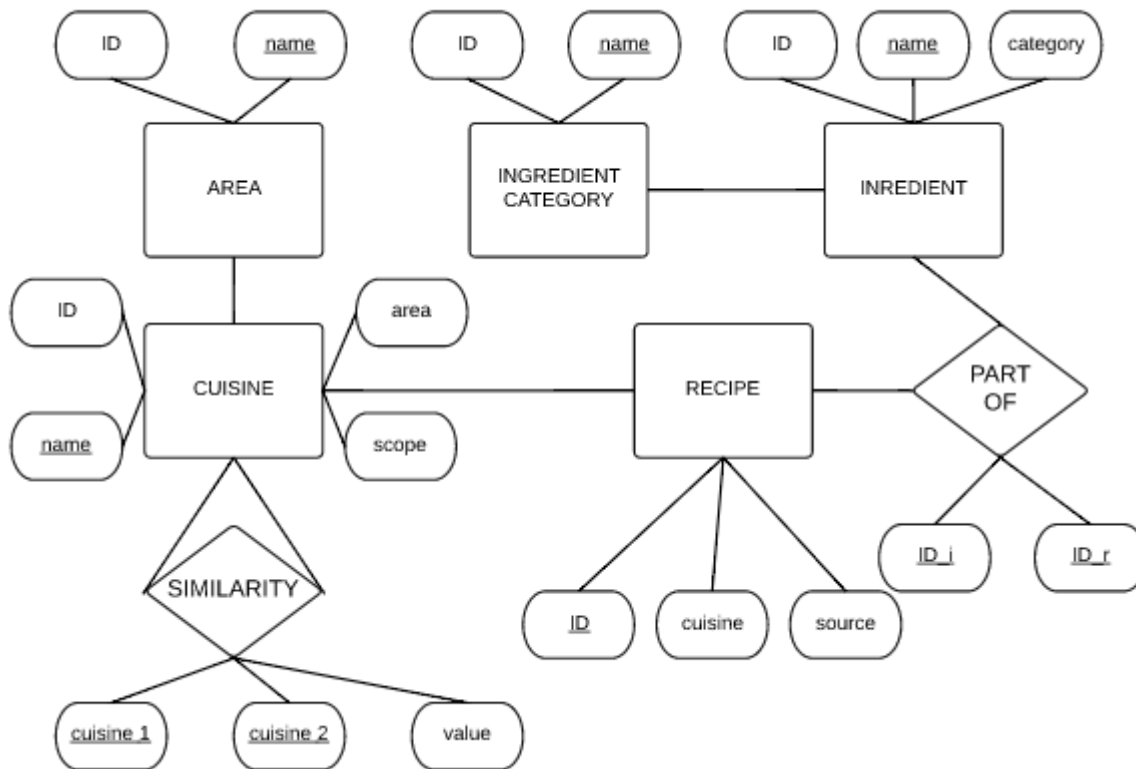 ID
name
ID
name
ID
name
category
AREA
INGREDIENT
CATEGORY
INREDIENT
ID
area
CUISINE
RECIPE
PART
OF
name
scope
ID_i
ID_r
SIMILARITY
ID
cuisine
source
cuisine 1
cuisine 2
value